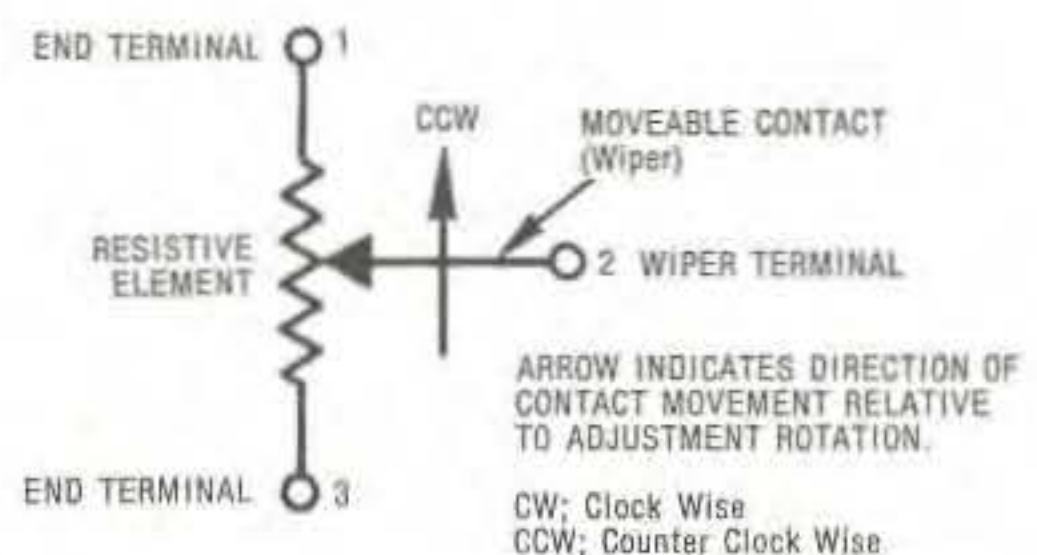 END TERMINAL 1
CCW
MOVEABLE CONTACT
(Wiper)
RESISTIVE
ELEMENT
2 WIPER TERMINAL
ARROW INDICATES DIRECTION OF
CONTACT MOVEMENT RELATIVE
TO ADJUSTMENT ROTATION.
END TERMINAL 3
CW; Clock Wise
CCW; Counter Clock Wise